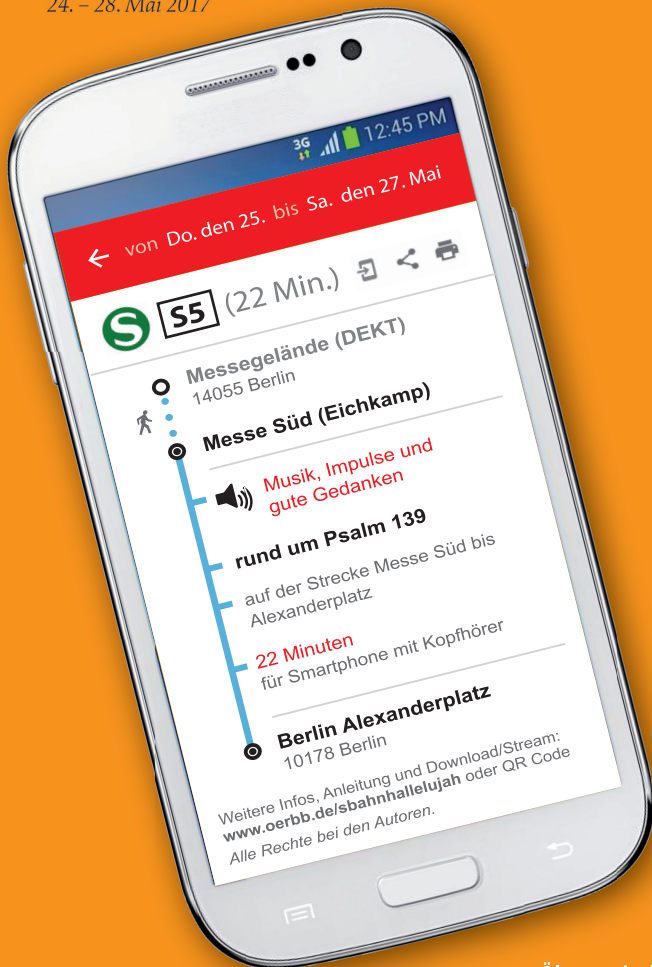 24. – 28. Mai 2017
3G 12:45 PM
von Do. den 25. bis Sa. den 27. Mai
S S5 (22 Min.)
Messegelände (DEKT)
14055 Berlin
Messe Süd (Eichkamp)
Musik, Impulse und
gute Gedanken
rund um Psalm 139
auf der Strecke Messe Süd bis
Alexanderplatz
22 Minuten
für Smartphone mit Kopfhörer
Berlin Alexanderplatz
10178 Berlin
Weitere Infos, Anleitung und Download/Stream:
www.oerbb.de/sbahnhallelujah oder QR Code
Alle Rechte bei den Autoren.